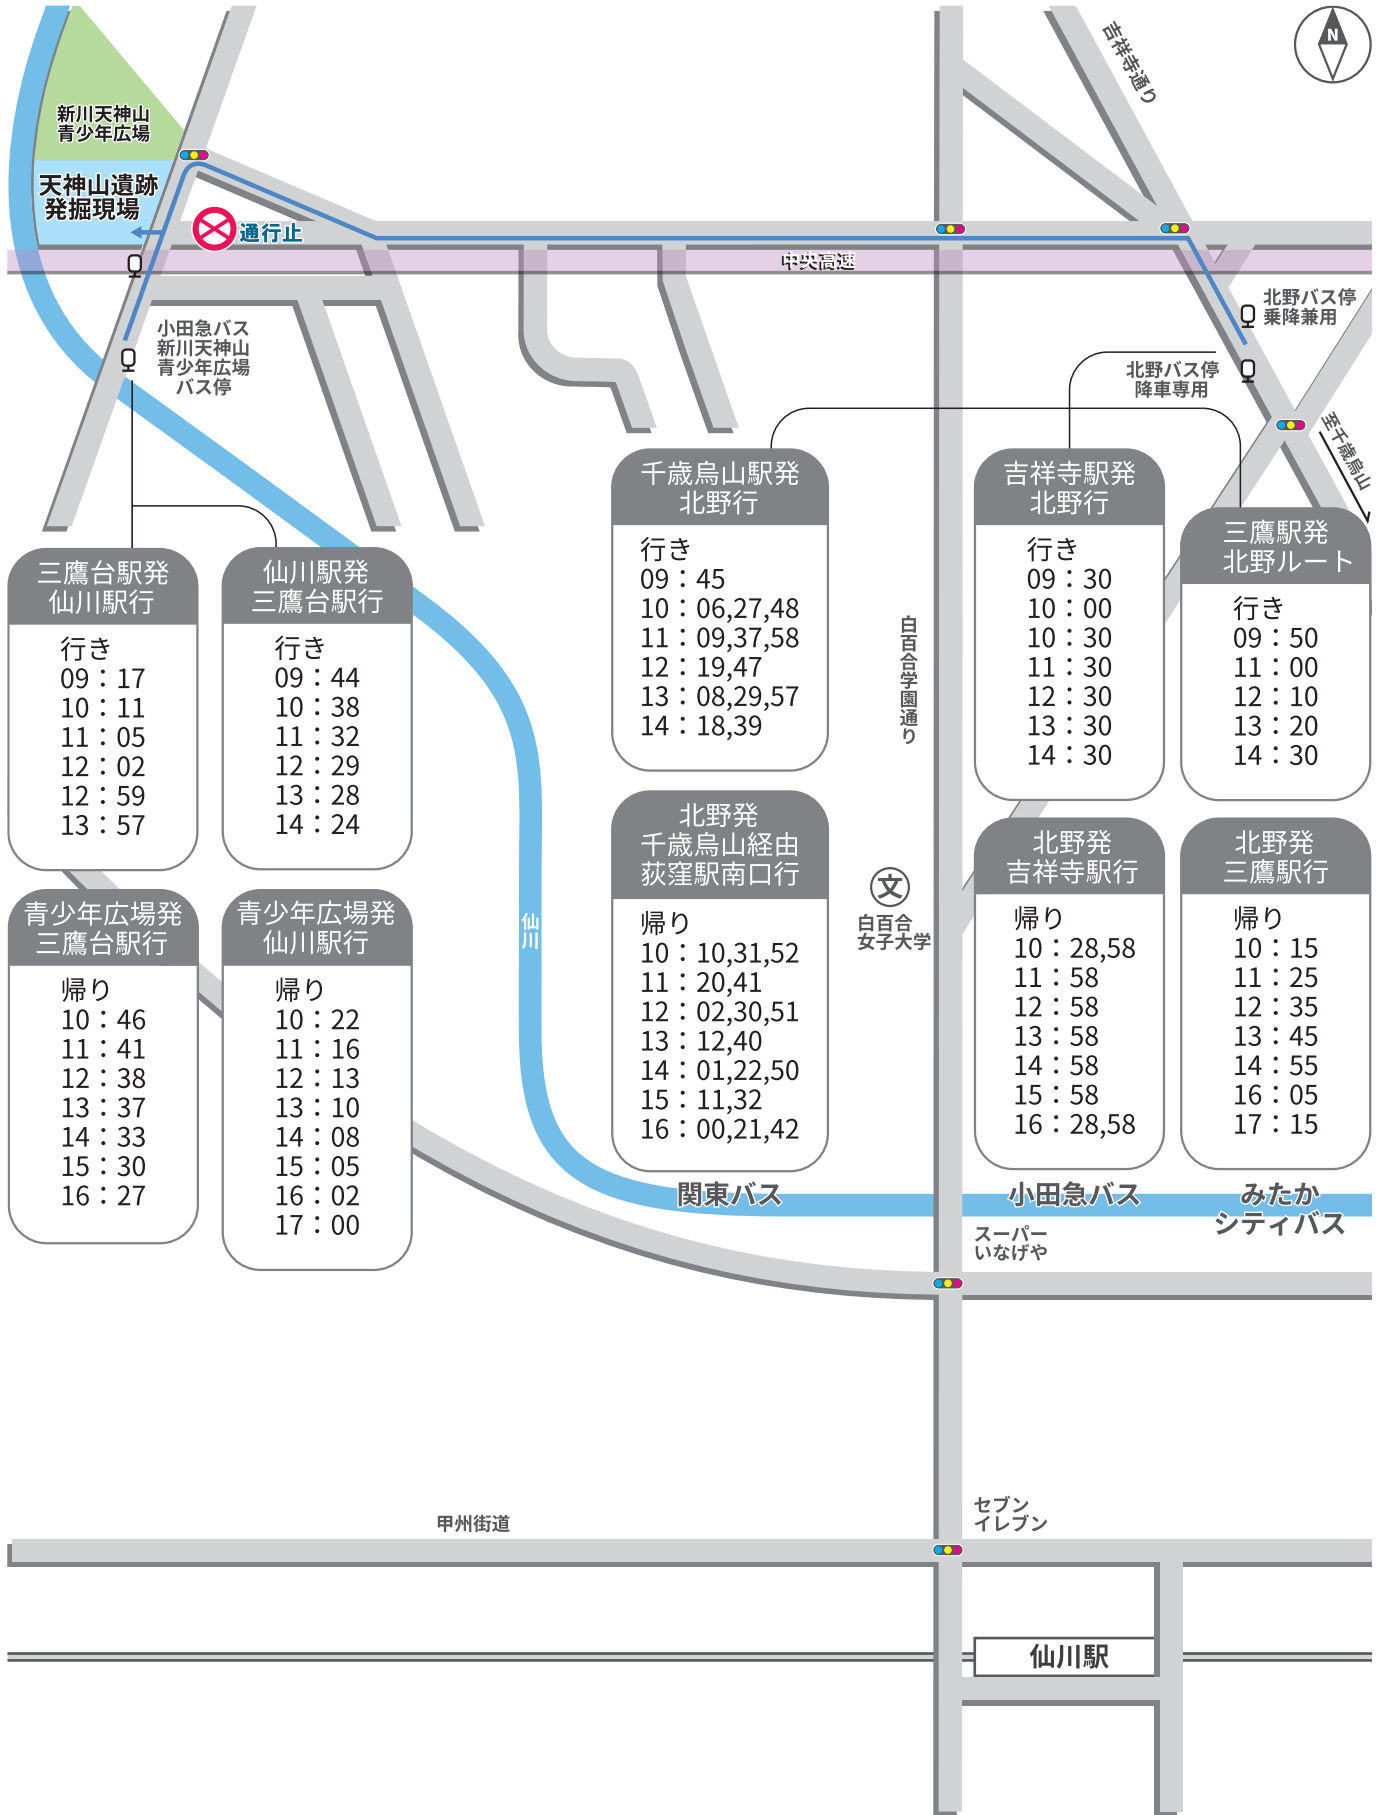 N
吉祥寺通り
新川天神山
青少年広場
天神山遺跡
発掘現場
通行止
中央高速
小田急バス
新川天神山
青少年広場
バス停
北野バス停
乗降兼用
北野バス停
降車専用
至千歳烏山
千歳烏山駅発
北野行
行き
09：45
10：06,27,48
11：09,37,58
12：19,47
13：08,29,57
14：18,39
吉祥寺駅発
北野行
行き
09：30
10：00
10：30
11：30
12：30
13：30
14：30
三鷹駅発
北野ルート
行き
09：50
11：00
12：10
13：20
14：30
三鷹台駅発
仙川駅行
行き
09：17
10：11
11：05
12：02
12：59
13：57
仙川駅発
三鷹台駅行
行き
09：44
10：38
11：32
12：29
13：28
14：24
白百合学園通り
北野発
千歳烏山経由
荻窪駅南口行
帰り
10：10,31,52
11：20,41
12：02,30,51
13：12,40
14：01,22,50
15：11,32
16：00,21,42
北野発
吉祥寺駅行
帰り
10：28,58
11：58
12：58
13：58
14：58
15：58
16：28,58
北野発
三鷹駅行
帰り
10：15
11：25
12：35
13：45
14：55
16：05
17：15
青少年広場発
三鷹台駅行
帰り
10：46
11：41
12：38
13：37
14：33
15：30
16：27
青少年広場発
仙川駅行
帰り
10：22
11：16
12：13
13：10
14：08
15：05
16：02
17：00
仙川
文
白百合
女子大学
関東バス
小田急バス
みたか
シティバス
スーパー
いなげや
甲州街道
セブン
イレブン
仙川駅